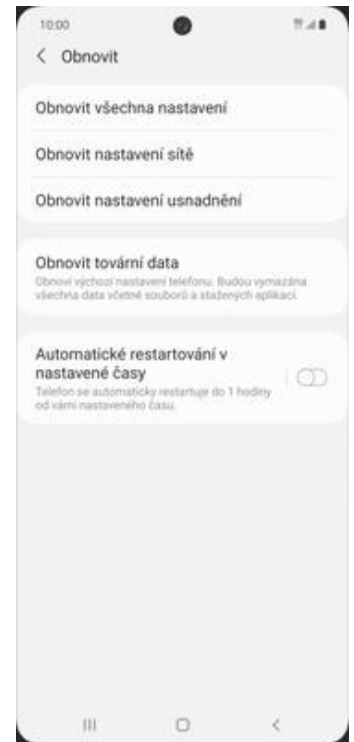 10:00
Obnovit
Obnovit všechna nastavení
Obnovit nastavení sítě
Obnovit nastavení usnadnění
Obnovit tovární data
Obnoví výchozí nastavení telefonu. Budou vymazána
všechna data včetně souborů a stažených aplikací.
Automatické restartování v
nastavené časy
Telefon se automaticky restartuje do 1 hodiny
od vámi nastaveného času.